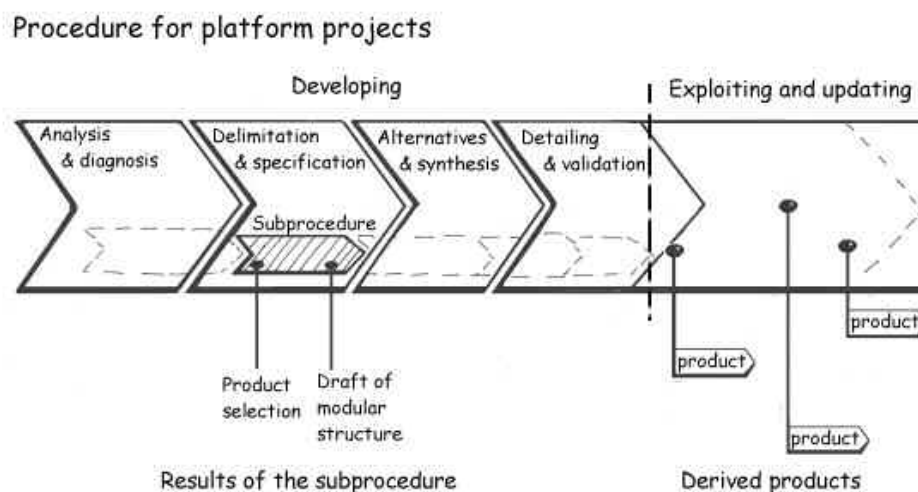 Procedure for platform projects
Developing
Exploiting and updating
Analysis
& diagnosis
Delimitation
& specification
Alternatives
& synthesis
Detailing
& validation
Subprocedure
product
product
product
Product
selection
Draft of
modular
structure
Results of the subprocedure
Derived products